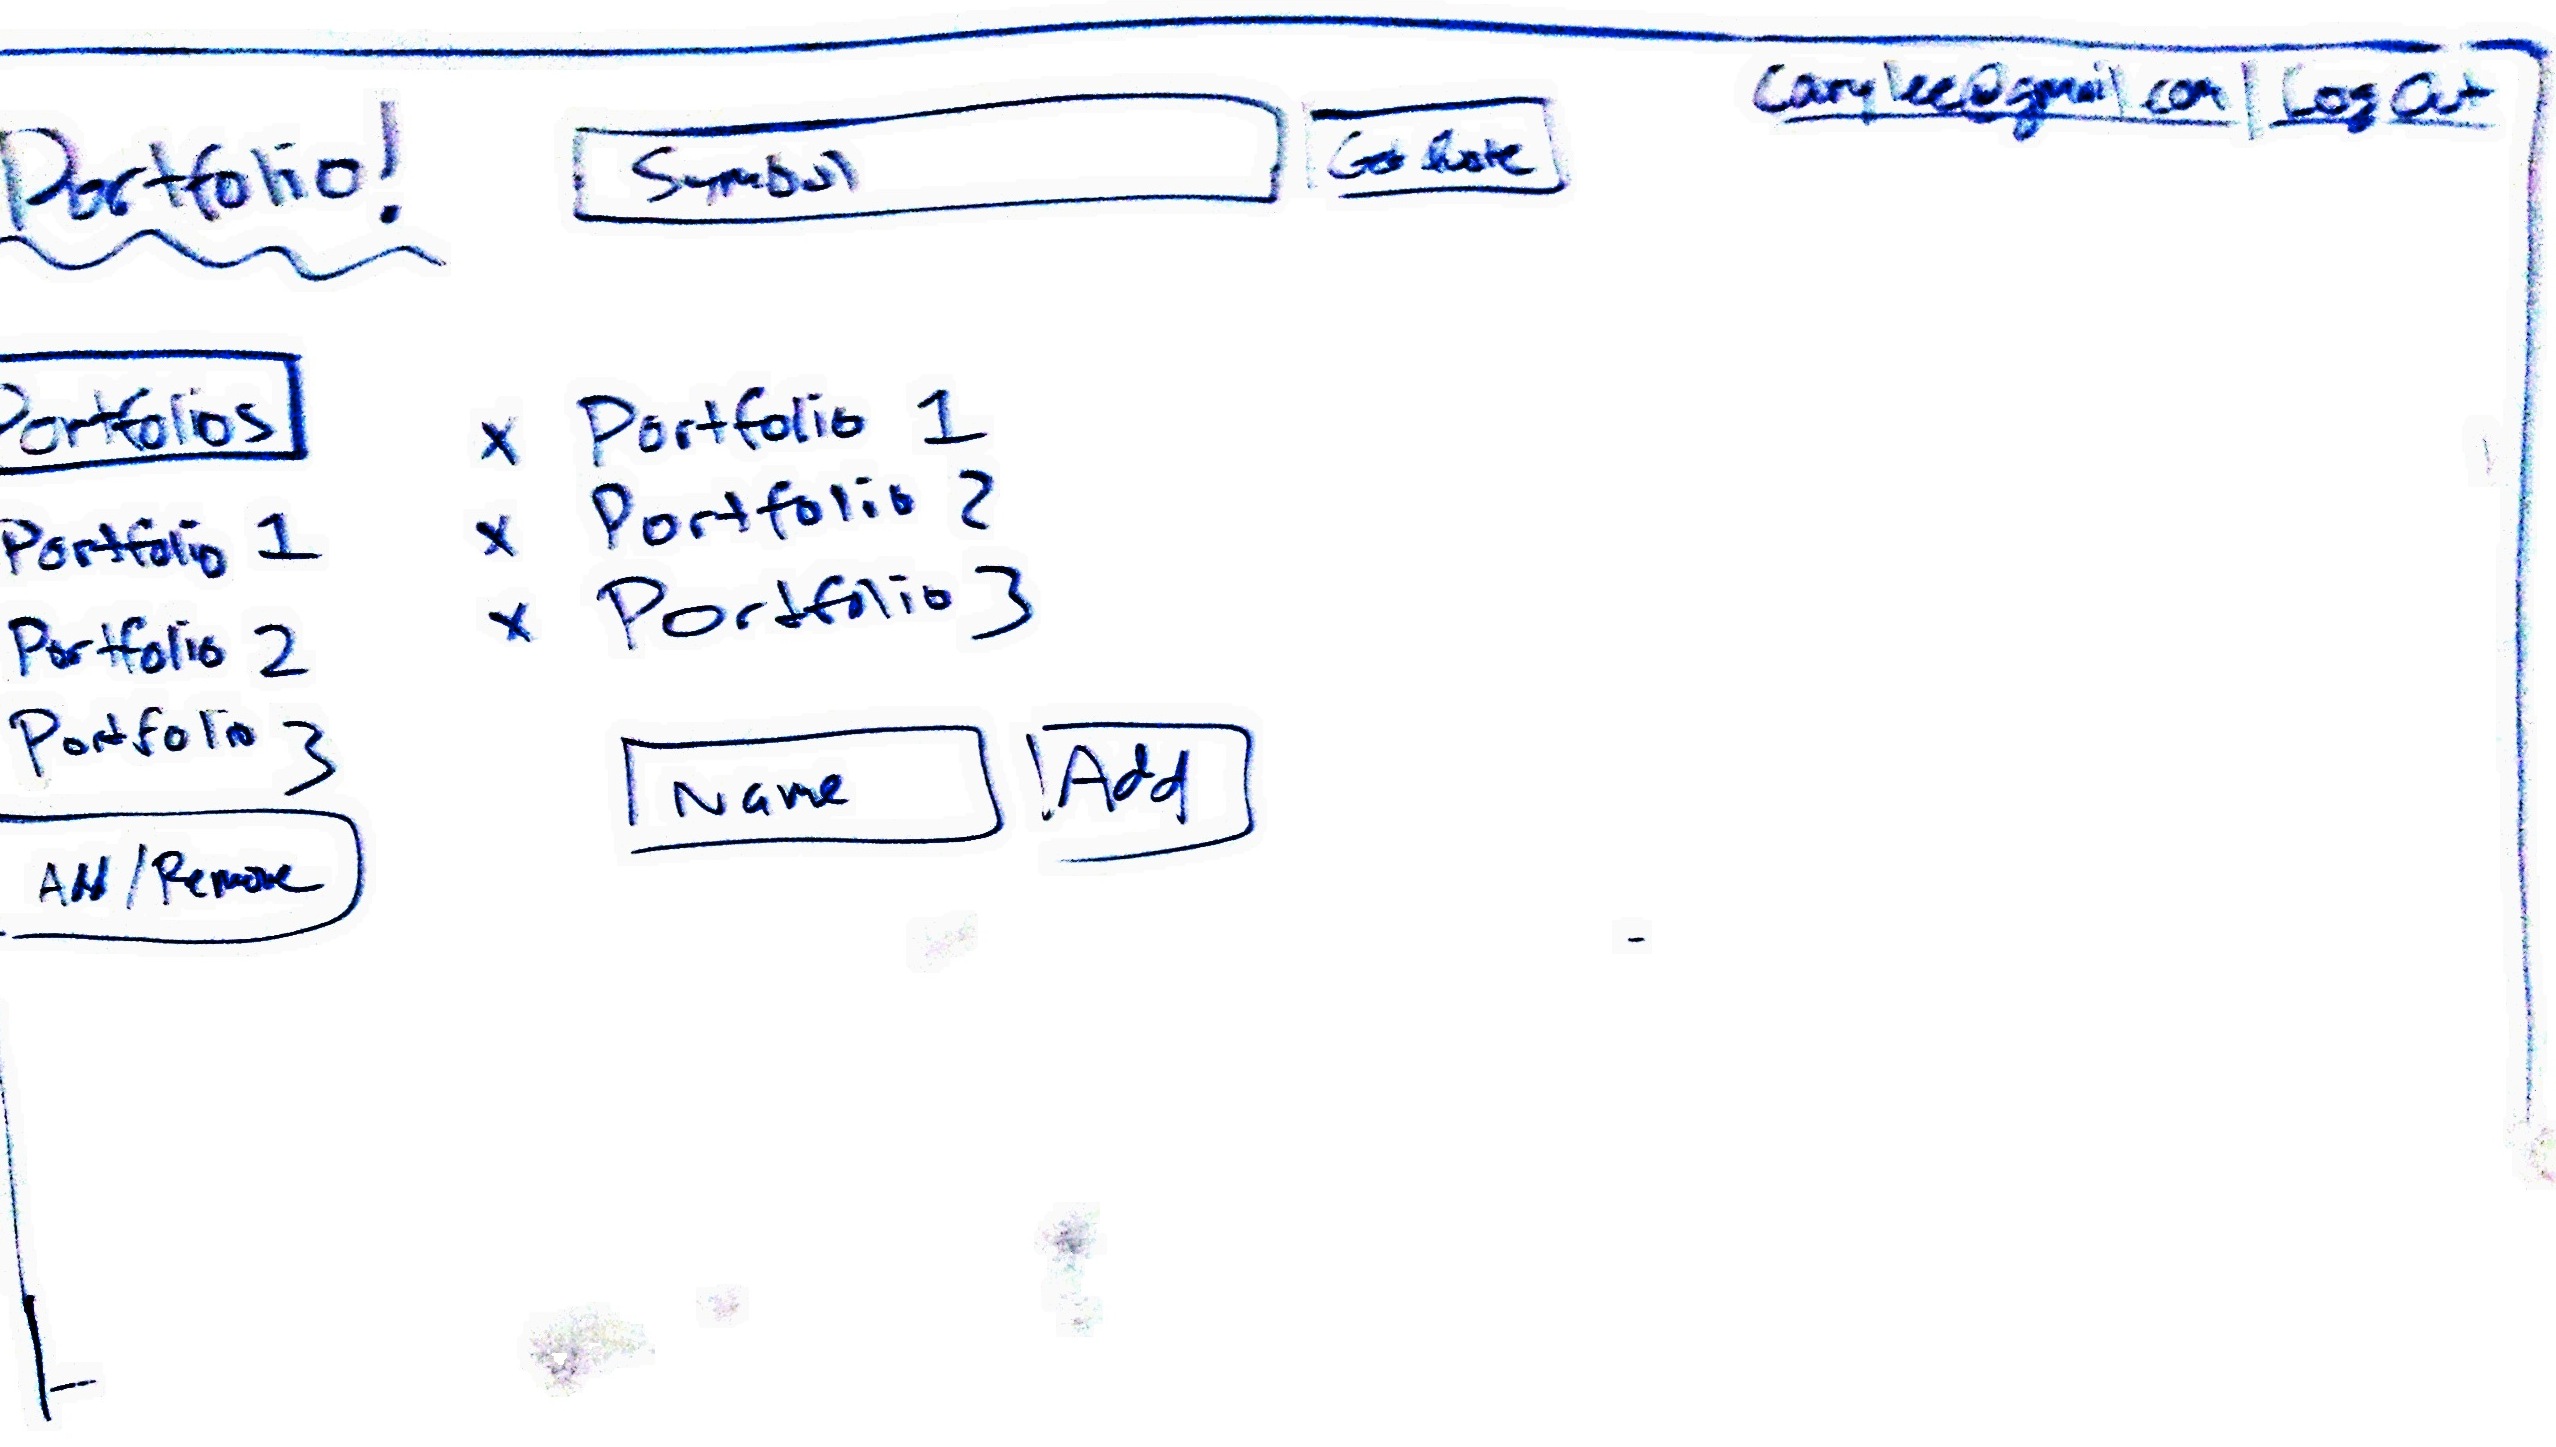 carylee@gmail.com | Log Out
Portfolio!
Symbol
Get Quote
Portfolios
Portfolio 1
Portfolio 2
Portfolio 3
Add/Remove
x Portfolio 1
x Portfolio 2
x Portfolio 3
Name
Add